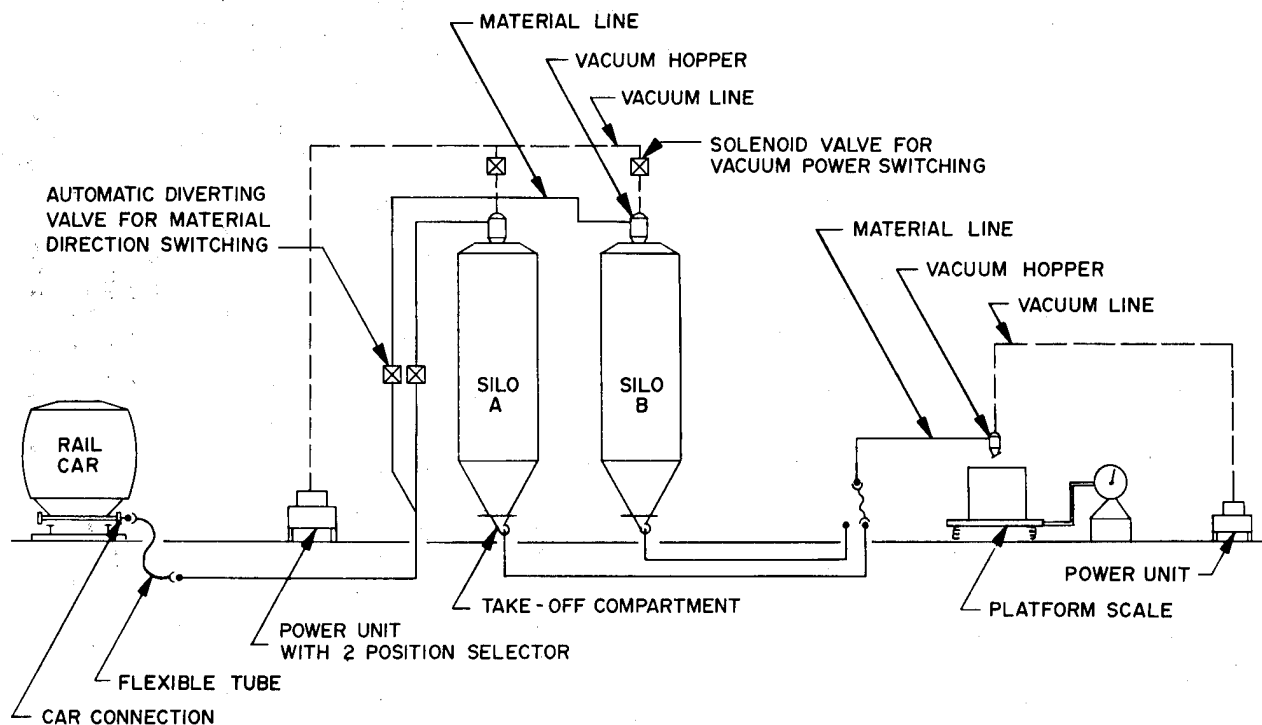 MATERIAL LINE
VACUUM HOPPER
VACUUM LINE
SOLENOID VALVE FOR
VACUUM POWER SWITCHING
AUTOMATIC DIVERTING
VALVE FOR MATERIAL
DIRECTION SWITCHING
MATERIAL LINE
VACUUM HOPPER
VACUUM LINE
SILO
A
SILO
B
RAIL
CAR
POWER UNIT
PLATFORM SCALE
TAKE-OFF COMPARTMENT
POWER UNIT
WITH 2 POSITION SELECTOR
FLEXIBLE TUBE
CAR CONNECTION